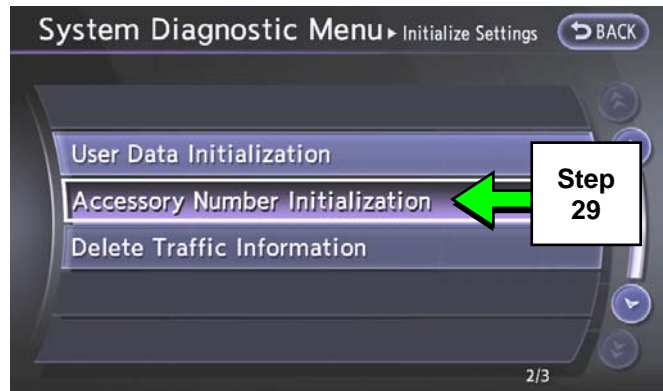 System Diagnostic Menu ▸ Initialize Settings BACK
User Data Initialization
Accessory Number Initialization
Delete Traffic Information
Step
29
2/3